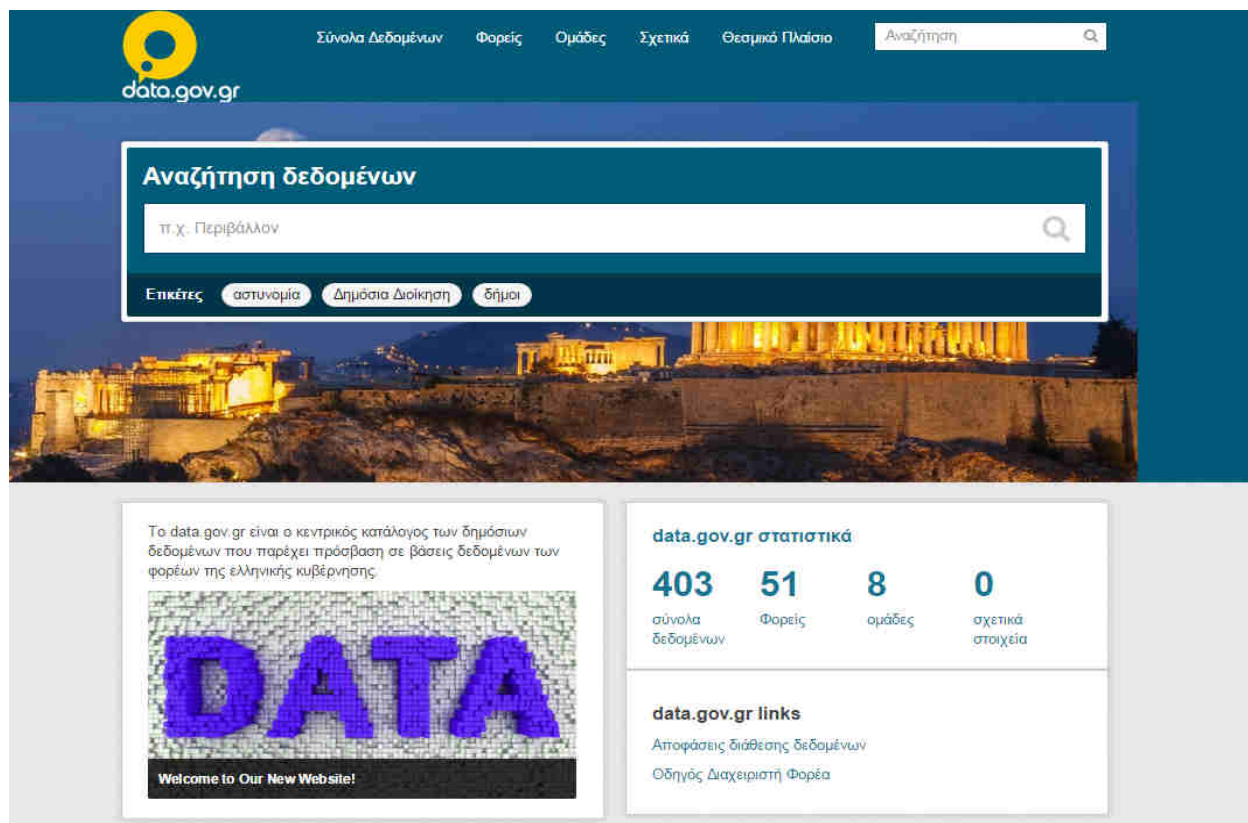 data.gov.gr
Σύνολα Δεδομένων Φορείς Ομάδες Σχετικά Θεσμικό Πλαίσιο
Αναζήτηση
Αναζήτηση δεδομένων
π.χ. Περιβάλλον
Ετικέτες αστυνομία Δημόσια Διοίκηση δήμοι
Το data.gov.gr είναι ο κεντρικός κατάλογος των δημόσιων
δεδομένων που παρέχει πρόσβαση σε βάσεις δεδομένων των
φορέων της ελληνικής κυβέρνησης.
DATA
Welcome to Our New Website!
data.gov.gr στατιστικά
403 51 8 0
σύνολα Φορείς ομάδες σχετικά
δεδομένων στοιχεία
data.gov.gr links
Αποφάσεις διάθεσης δεδομένων
Οδηγός Διαχειριστή Φορέα